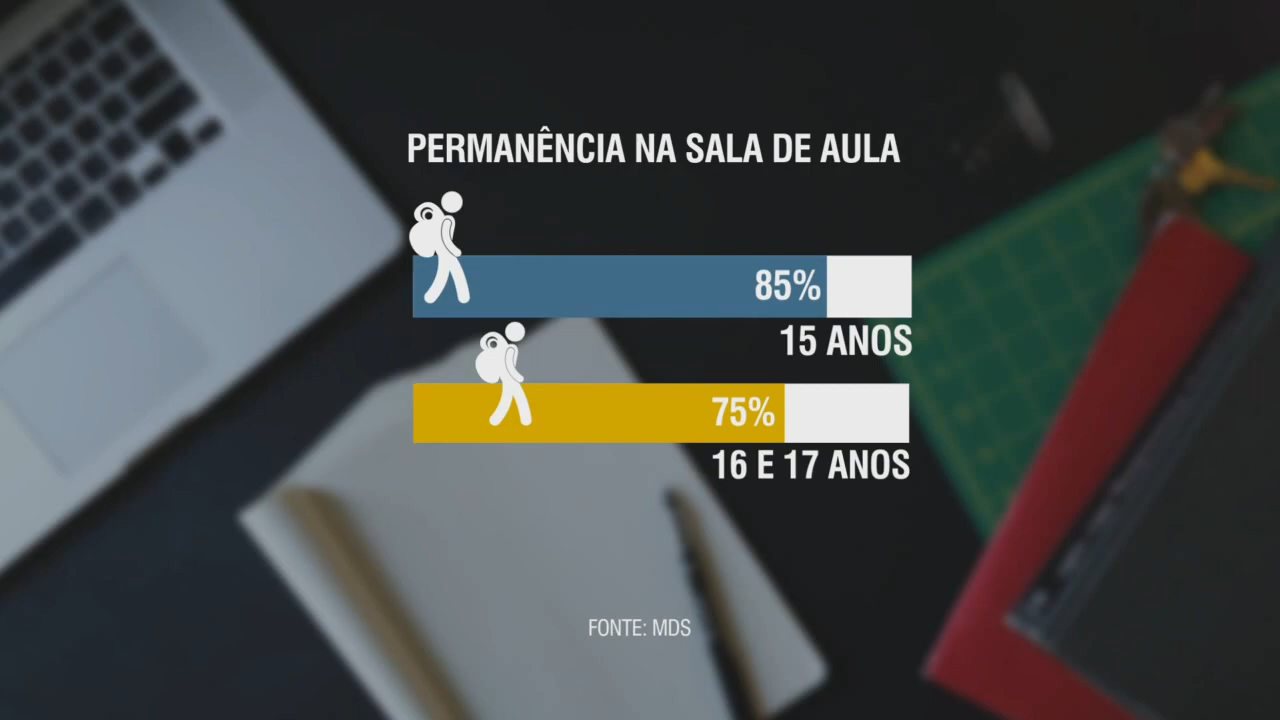 PERMANÊNCIA NA SALA DE AULA
85%
15 ANOS
75%
16 E 17 ANOS
FONTE: MDS